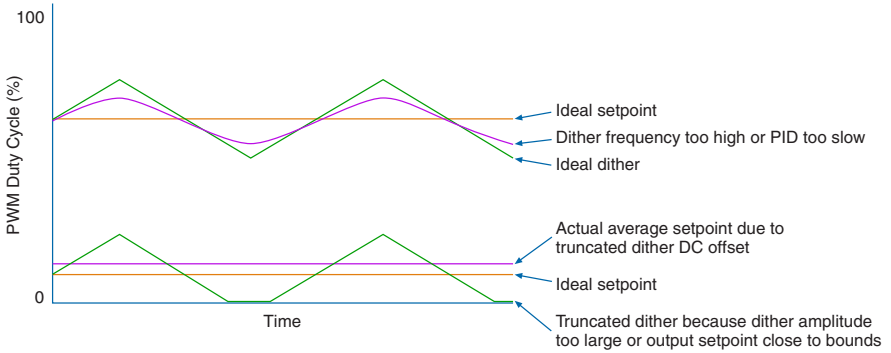 100
PWM Duty Cycle (%)
0
Time
Ideal setpoint
Dither frequency too high or PID too slow
Ideal dither
Actual average setpoint due to
truncated dither DC offset
Ideal setpoint
Truncated dither because dither amplitude
too large or output setpoint close to bounds